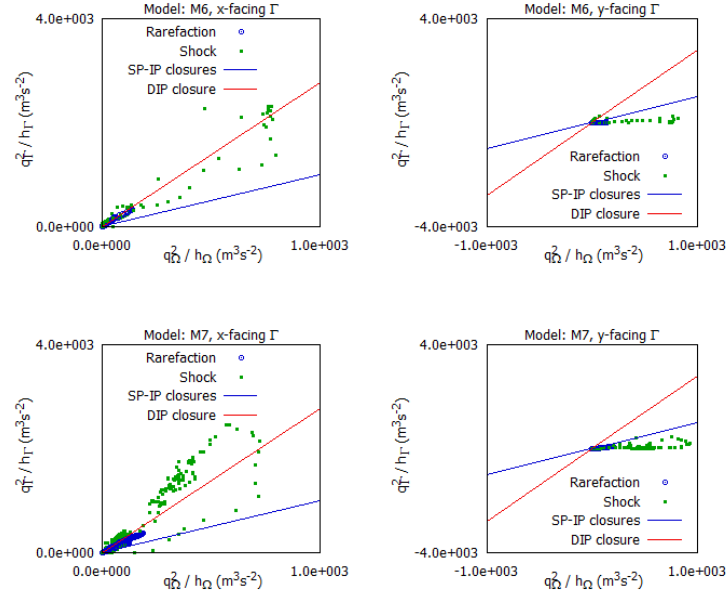 Model: M6, x-facing Γ
4.0e+003
Rarefaction
Shock
SP-IP closures
DIP closure
q²Γ / hΓ (m³s⁻²)
0.0e+000
0.0e+000
1.0e+003
q²Ω / hΩ (m³s⁻²)
Model: M6, y-facing Γ
4.0e+003
q²Γ / hΓ (m³s⁻²)
Rarefaction
Shock
SP-IP closures
DIP closure
-4.0e+003
-1.0e+003
1.0e+003
q²Ω / hΩ (m³s⁻²)
Model: M7, x-facing Γ
4.0e+003
Rarefaction
Shock
SP-IP closures
DIP closure
q²Γ / hΓ (m³s⁻²)
0.0e+000
0.0e+000
1.0e+003
q²Ω / hΩ (m³s⁻²)
Model: M7, y-facing Γ
4.0e+003
q²Γ / hΓ (m³s⁻²)
Rarefaction
Shock
SP-IP closures
DIP closure
-4.0e+003
-1.0e+003
1.0e+003
q²Ω / hΩ (m³s⁻²)